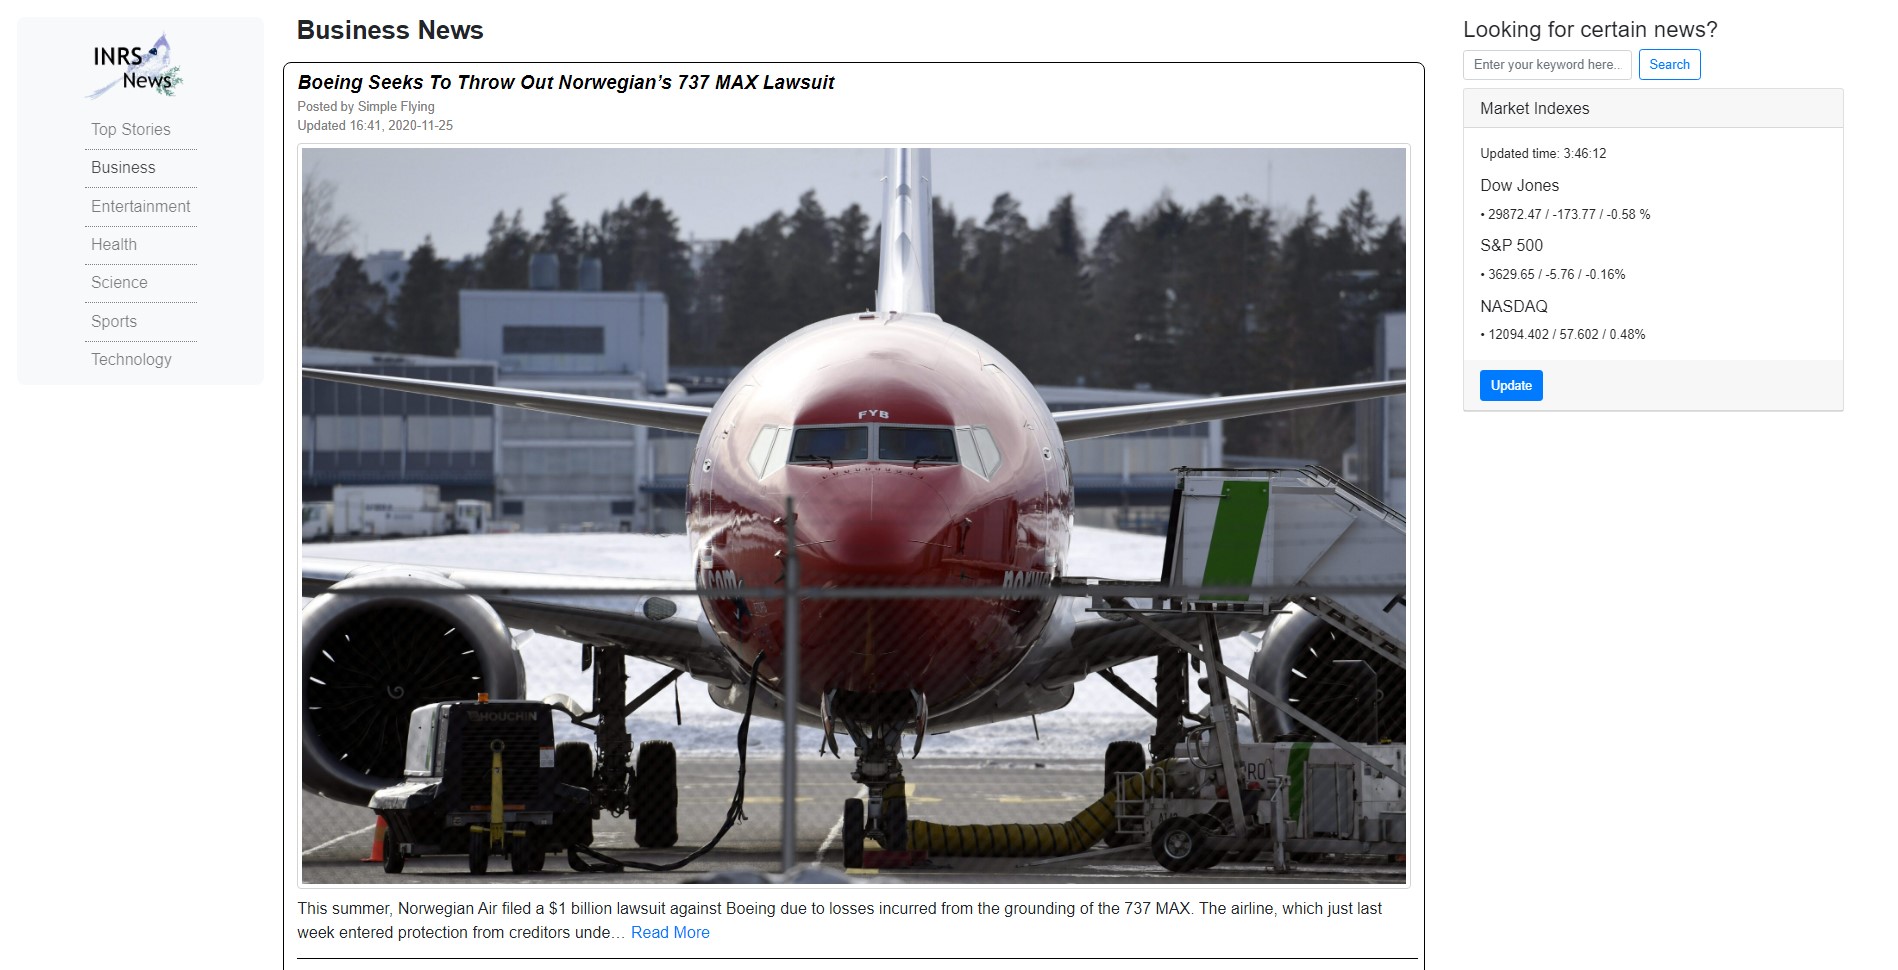 INRS
News
Top Stories
Business
Entertainment
Health
Science
Sports
Technology
Business News
Boeing Seeks To Throw Out Norwegian’s 737 MAX Lawsuit
Posted by Simple Flying
Updated 16:41, 2020-11-25
FYB
.com
HOUCHIN
This summer, Norwegian Air filed a $1 billion lawsuit against Boeing due to losses incurred from the grounding of the 737 MAX. The airline, which just last
week entered protection from creditors unde… Read More
Looking for certain news?
Enter your keyword here.. Search
Market Indexes
Updated time: 3:46:12
Dow Jones
• 29872.47 / -173.77 / -0.58 %
S&P 500
• 3629.65 / -5.76 / -0.16%
NASDAQ
• 12094.402 / 57.602 / 0.48%
Update